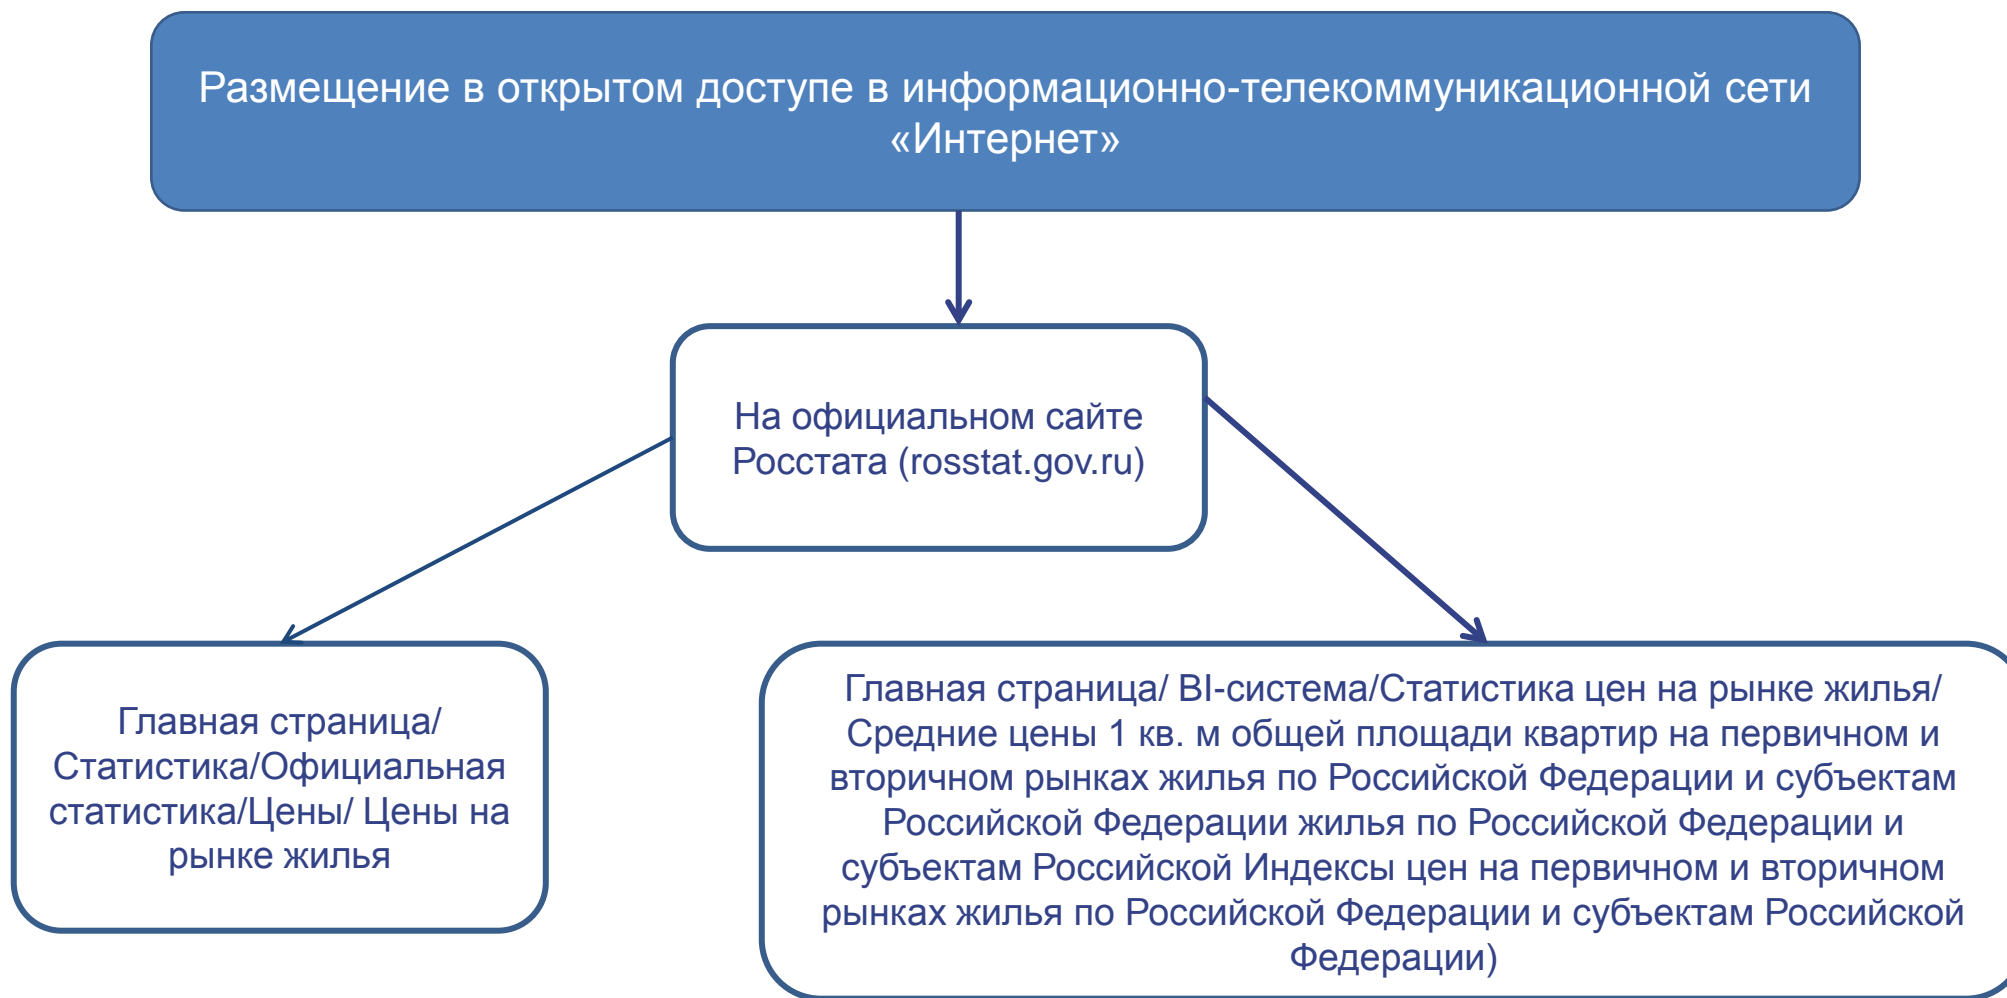 Размещение в открытом доступе в информационно-телекоммуникационной сети
«Интернет»
На официальном сайте
Росстата (rosstat.gov.ru)
Главная страница/
Статистика/Официальная
статистика/Цены/ Цены на
рынке жилья
Главная страница/ BI-система/Статистика цен на рынке жилья/
Средние цены 1 кв. м общей площади квартир на первичном и
вторичном рынках жилья по Российской Федерации и субъектам
Российской Федерации жилья по Российской Федерации и
субъектам Российской Индексы цен на первичном и вторичном
рынках жилья по Российской Федерации и субъектам Российской
Федерации)